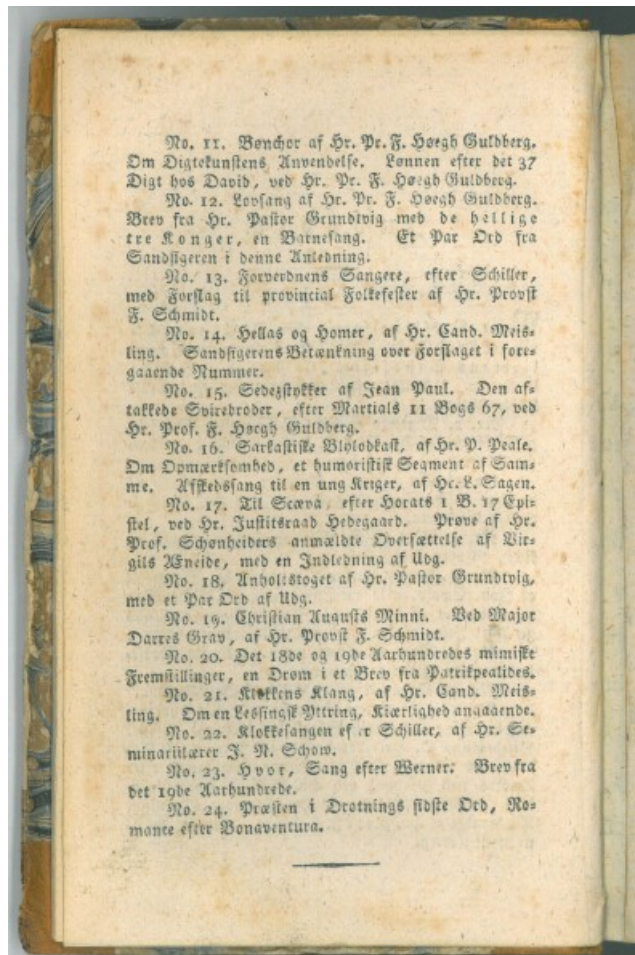 No. 11. Bønchor af Hr. Pr. F. Høegh Guldberg.
Om Digtekunstens Anvendelse. Lønnen efter det 37
Digt hos David, ved Hr. Pr. F. Høegh Guldberg.
No. 12. Lovsang af Hr. Pr. F. Høegh Guldberg.
Brev fra Hr. Pastor Grundtvig med de hellige
tre Konger, en Barnesang. Et Par Ord fra
Sandsigeren i denne Anledning.
No. 13. Forverdnens Sangere, efter Schiller,
med Forslag til provincial Folkefester af Hr. Provst
F. Schmidt.
No. 14. Hellas og Homer, af Hr. Cand. Meis-
ling. Sandsigerens Betænkning over Forslaget i fore-
gaaende Nummer.
No. 15. Sedezstykker af Jean Paul. Den af-
takkede Svirebroder, efter Martials 11 Bogs 67, ved
Hr. Prof. F. Høegh Guldberg.
No. 16. Sarkastiske Blylodkast, af Hr. P. Peale.
Om Opmærksomhed, et humoristisk Segment af Sam-
me. Afskedssang til en ung Kriger, af Hr. L. Sagen.
No. 17. Til Scæva, efter Horats 1 B. 17 Epi-
stel, ved Hr. Justitsraad Hedegaard. Prøve af Hr.
Prof. Schønheiders anmældte Oversættelse af Vir-
gils Æneide, med en Indledning af Udg.
No. 18. Anholtstoget af Hr. Pastor Grundtvig,
med et Par Ord af Udg.
No. 19. Christian Augusts Minni. Ved Major
Darres Grav, af Hr. Provst F. Schmidt.
No. 20. Det 18de og 19de Aarhundredes mimiske
Fremstillinger, en Drøm i et Brev fra Patrikpealides.
No. 21. Klokkens Klang, af Hr. Cand. Meis-
ling. Om en Lessingsk Yttring, Kiærlighed angaaende.
No. 22. Klokkesangen efter Schiller, af Hr. Se-
minariilærer J. N. Schow.
No. 23. Hvor, Sang efter Werner. Brev fra
det 19de Aarhundrede.
No. 24. Præsten i Drotnings sidste Ord, Ro-
mante efter Bonaventura.